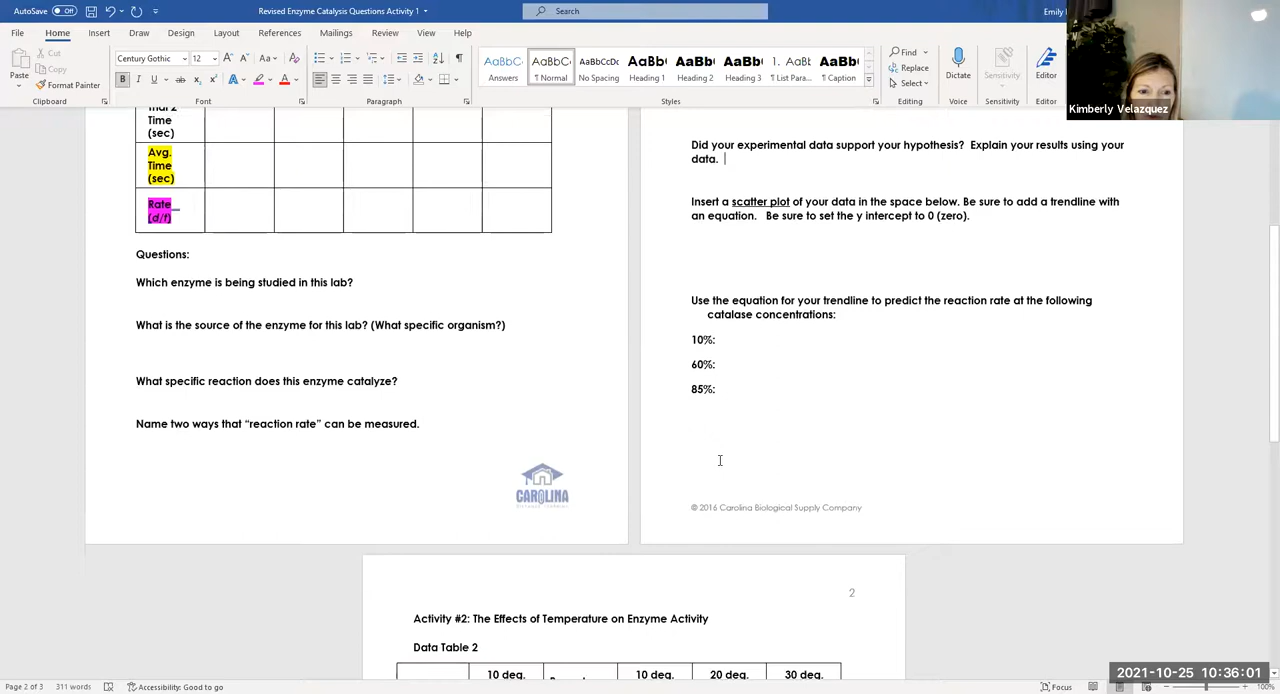 AutoSave Off
Revised Enzyme Catalysis Questions Activity 1
Search
Emily
File Home Insert Draw Design Layout References Mailings Review View Help
Paste
Cut
Copy
Format Painter
Clipboard
Century Gothic 12
Font
Paragraph
Answers
¶ Normal
No Spacing
Heading 1
Heading 2
Heading 3
¶ List Para...
¶ Caption
Styles
Find
Replace
Select
Editing
Dictate
Voice
Sensitivity
Sensitivity
Editor
Editor
Kimberly Velazquez
Time
(sec)
Avg.
Time
(sec)
Rate
(d/t)
Questions:
Which enzyme is being studied in this lab?
What is the source of the enzyme for this lab? (What specific organism?)
What specific reaction does this enzyme catalyze?
Name two ways that “reaction rate” can be measured.
CAROLINA
Did your experimental data support your hypothesis? Explain your results using your
data.
Insert a scatter plot of your data in the space below. Be sure to add a trendline with
an equation. Be sure to set the y intercept to 0 (zero).
Use the equation for your trendline to predict the reaction rate at the following
catalase concentrations:
10%:
60%:
85%:
© 2016 Carolina Biological Supply Company
2
Activity #2: The Effects of Temperature on Enzyme Activity
Data Table 2
10 deg. 10 deg. 20 deg. 30 deg.
Page 2 of 3 311 words Accessibility: Good to go
Focus
100%
2021-10-25 10:36:01